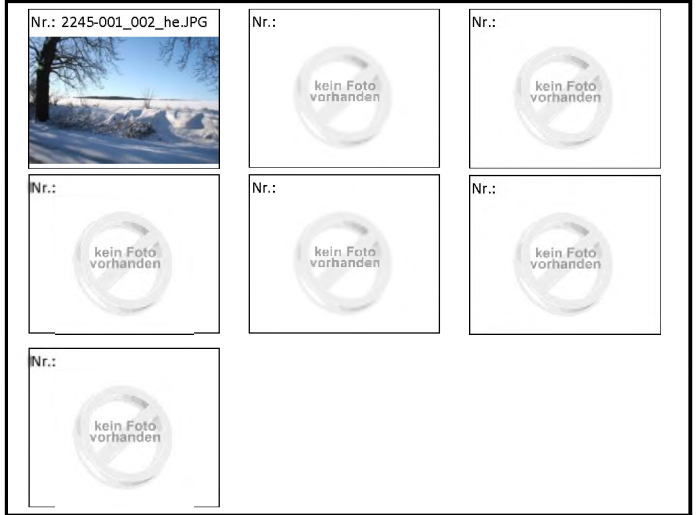 Nr.: 2245-001_002_he.JPG
Nr.:
kein Foto
vorhanden
Nr.:
kein Foto
vorhanden
Nr.:
kein Foto
vorhanden
Nr.:
kein Foto
vorhanden
Nr.:
kein Foto
vorhanden
Nr.:
kein Foto
vorhanden